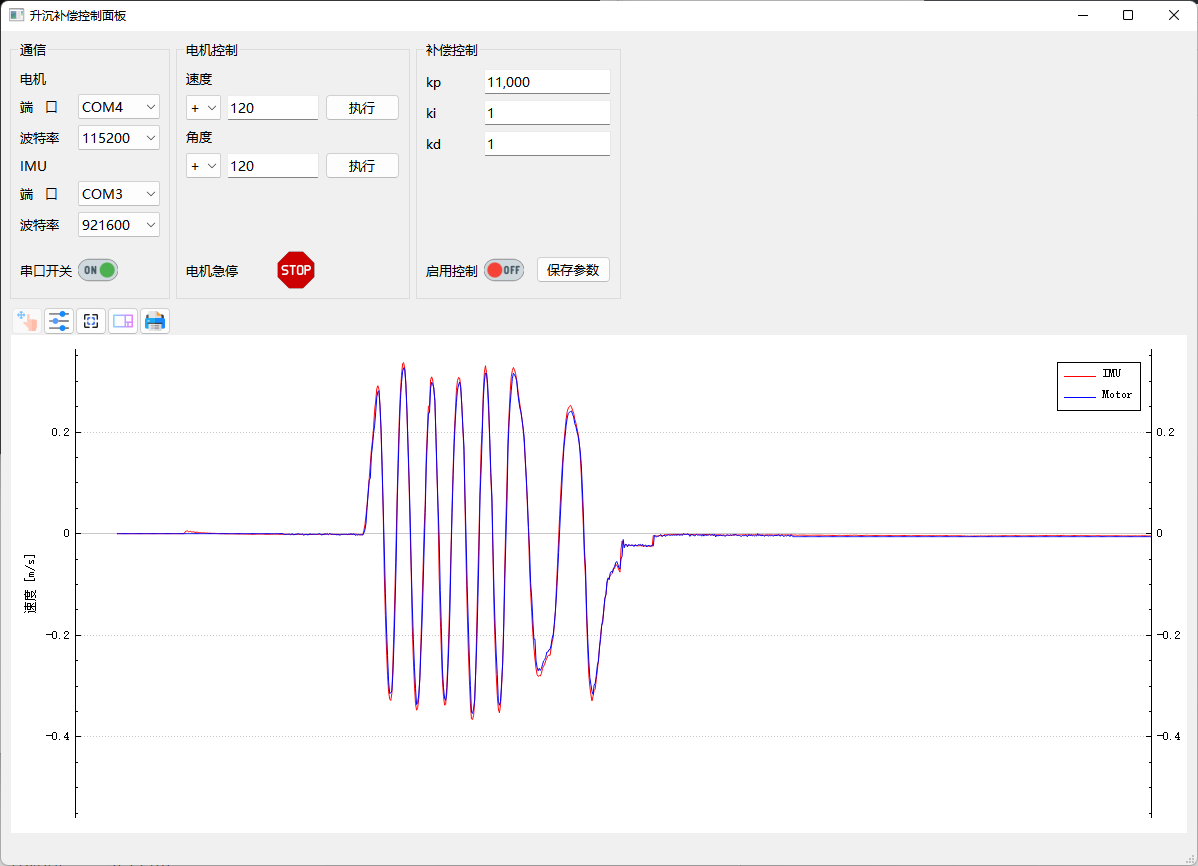 升沉补偿控制面板
通信
电机
端 口 COM4
波特率 115200
IMU
端 口 COM3
波特率 921600
串口开关 ON
电机控制
速度
+ 120 执行
角度
+ 120 执行
电机急停 STOP
补偿控制
kp 11,000
ki 1
kd 1
启用控制 OFF 保存参数
IMU
Motor
速度 [m/s]
0.2
0
-0.2
-0.4
0.2
0
-0.2
-0.4